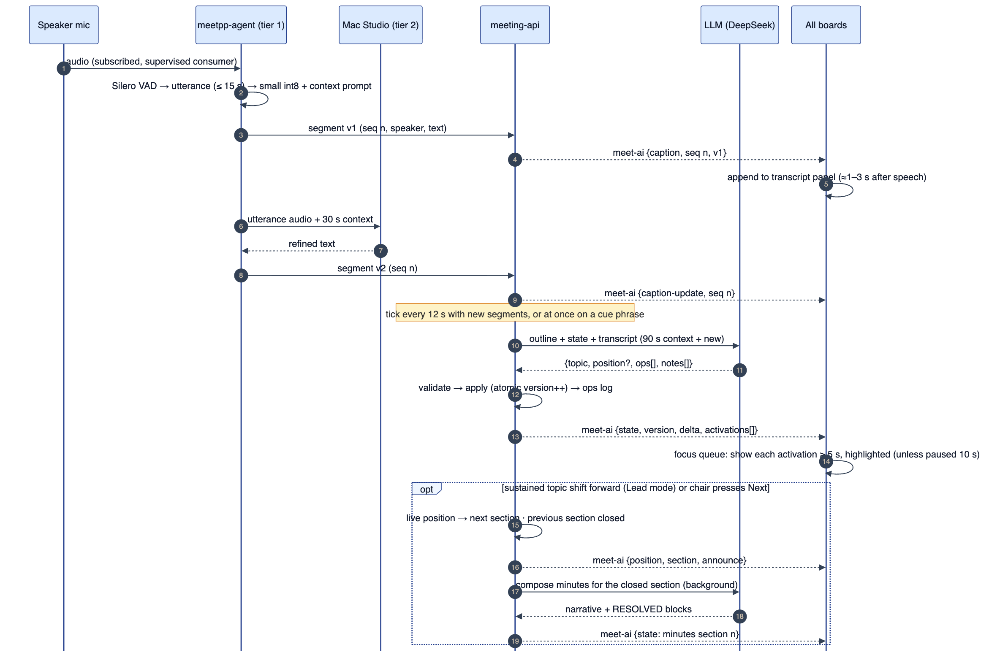 Speaker mic
meetpp-agent (tier 1)
Mac Studio (tier 2)
meeting-api
LLM (DeepSeek)
All boards
audio (subscribed, supervised consumer)
1
Silero VAD → utterance (≤ 15 s) → small int8 + context prompt
2
segment v1 (seq n, speaker, text)
3
meet-ai {caption, seq n, v1}
4
append to transcript panel (≈1–3 s after speech)
5
utterance audio + 30 s context
6
refined text
7
segment v2 (seq n)
8
meet-ai {caption-update, seq n}
9
tick every 12 s with new segments, or at once on a cue phrase
outline + state + transcript (90 s context + new)
10
{topic, position?, ops[], notes[]}
11
validate → apply (atomic version++) → ops log
12
meet-ai {state, version, delta, activations[]}
13
focus queue: show each activation ≥ 5 s, highlighted (unless paused 10 s)
14
opt
[sustained topic shift forward (Lead mode) or chair presses Next]
live position → next section · previous section closed
15
meet-ai {position, section, announce}
16
compose minutes for the closed section (background)
17
narrative + RESOLVED blocks
18
meet-ai {state: minutes section n}
19